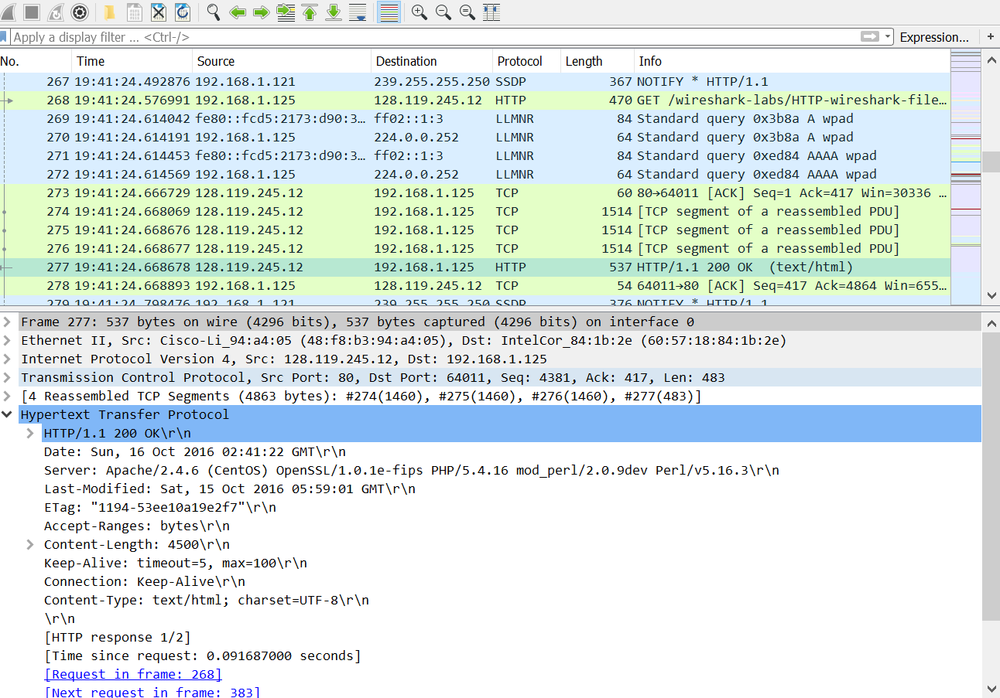 Apply a display filter ... <Ctrl-/> Expression... +
No. Time Source Destination Protocol Length Info
267 19:41:24.492876 192.168.1.121 239.255.255.250 SSDP 367 NOTIFY * HTTP/1.1
268 19:41:24.576991 192.168.1.125 128.119.245.12 HTTP 470 GET /wireshark-labs/HTTP-wireshark-file…
269 19:41:24.614042 fe80::fcd5:2173:d90:3… ff02::1:3 LLMNR 84 Standard query 0x3b8a A wpad
270 19:41:24.614191 192.168.1.125 224.0.0.252 LLMNR 64 Standard query 0x3b8a A wpad
271 19:41:24.614453 fe80::fcd5:2173:d90:3… ff02::1:3 LLMNR 84 Standard query 0xed84 AAAA wpad
272 19:41:24.614569 192.168.1.125 224.0.0.252 LLMNR 64 Standard query 0xed84 AAAA wpad
273 19:41:24.666729 128.119.245.12 192.168.1.125 TCP 60 80→64011 [ACK] Seq=1 Ack=417 Win=30336 …
274 19:41:24.668069 128.119.245.12 192.168.1.125 TCP 1514 [TCP segment of a reassembled PDU]
275 19:41:24.668676 128.119.245.12 192.168.1.125 TCP 1514 [TCP segment of a reassembled PDU]
276 19:41:24.668677 128.119.245.12 192.168.1.125 TCP 1514 [TCP segment of a reassembled PDU]
277 19:41:24.668678 128.119.245.12 192.168.1.125 HTTP 537 HTTP/1.1 200 OK  (text/html)
278 19:41:24.668893 192.168.1.125 128.119.245.12 TCP 54 64011→80 [ACK] Seq=417 Ack=4864 Win=655…
279 19:41:24.798476 192.168.1.121 239.255.255.250 SSDP 376 NOTIFY * HTTP/1.1
Frame 277: 537 bytes on wire (4296 bits), 537 bytes captured (4296 bits) on interface 0
Ethernet II, Src: Cisco-Li_94:a4:05 (48:f8:b3:94:a4:05), Dst: IntelCor_84:1b:2e (60:57:18:84:1b:2e)
Internet Protocol Version 4, Src: 128.119.245.12, Dst: 192.168.1.125
Transmission Control Protocol, Src Port: 80, Dst Port: 64011, Seq: 4381, Ack: 417, Len: 483
[4 Reassembled TCP Segments (4863 bytes): #274(1460), #275(1460), #276(1460), #277(483)]
Hypertext Transfer Protocol
HTTP/1.1 200 OK\r\n
Date: Sun, 16 Oct 2016 02:41:22 GMT\r\n
Server: Apache/2.4.6 (CentOS) OpenSSL/1.0.1e-fips PHP/5.4.16 mod_perl/2.0.9dev Perl/v5.16.3\r\n
Last-Modified: Sat, 15 Oct 2016 05:59:01 GMT\r\n
ETag: "1194-53ee10a19e2f7"\r\n
Accept-Ranges: bytes\r\n
Content-Length: 4500\r\n
Keep-Alive: timeout=5, max=100\r\n
Connection: Keep-Alive\r\n
Content-Type: text/html; charset=UTF-8\r\n
\r\n
[HTTP response 1/2]
[Time since request: 0.091687000 seconds]
[Request in frame: 268]
[Next request in frame: 383]